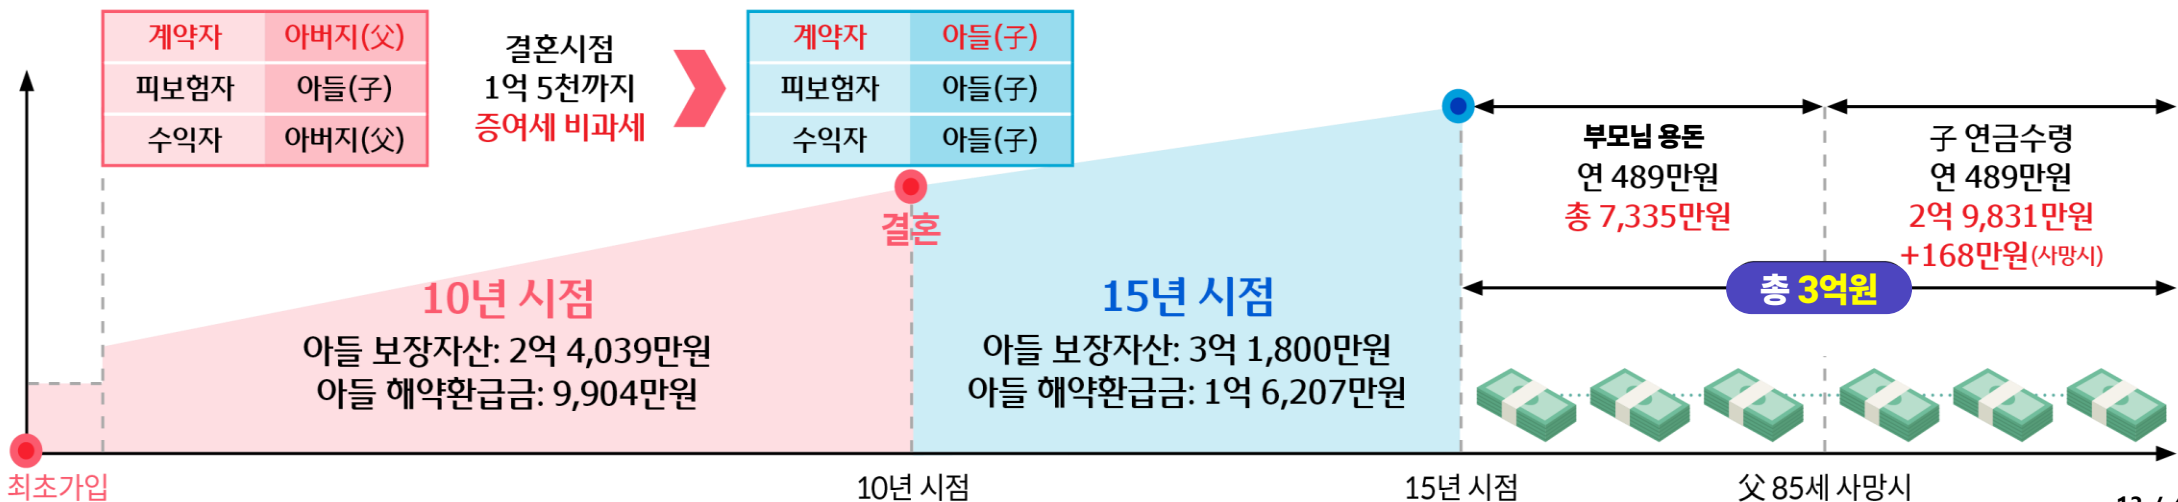 계약자 아버지(父)
피보험자 아들(子)
수익자 아버지(父)
결혼시점
1억 5천까지
증여세 비과세
계약자 아들(子)
피보험자 아들(子)
수익자 아들(子)
부모님 용돈
연 489만원
총 7,335만원
子 연금수령
연 489만원
2억 9,831만원
+168만원(사망시)
결혼
총 3억원
10년 시점
아들 보장자산: 2억 4,039만원
아들 해약환급금: 9,904만원
15년 시점
아들 보장자산: 3억 1,800만원
아들 해약환급금: 1억 6,207만원
최초가입
10년 시점
15년 시점
父 85세 사망시